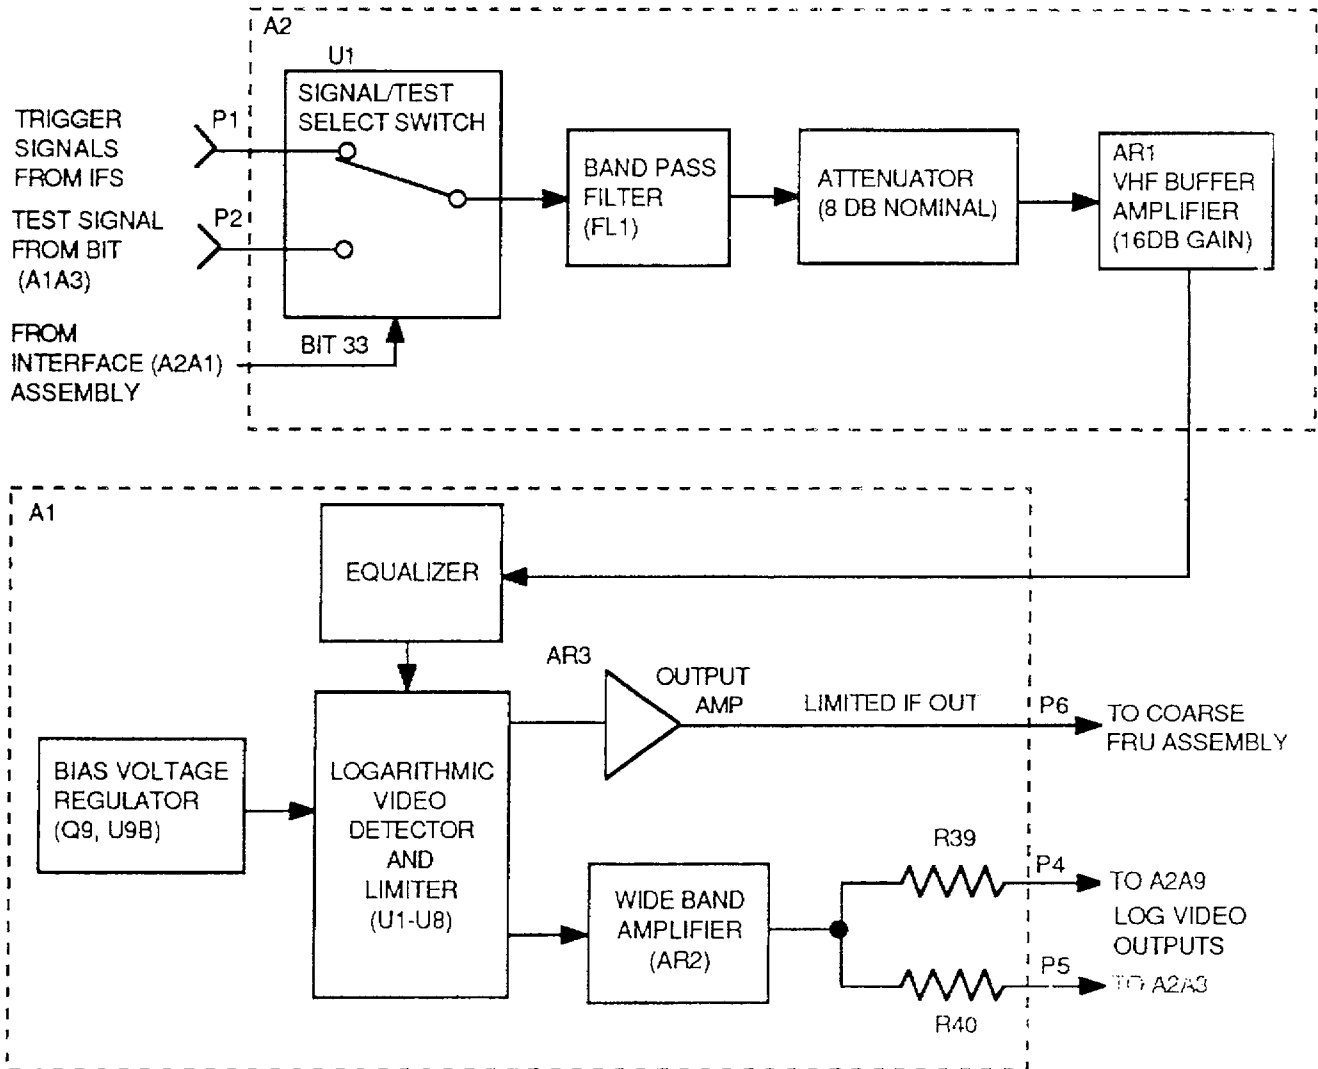 A2
U1
SIGNAL/TEST
SELECT SWITCH
TRIGGER
SIGNALS
FROM IFS
P1
TEST SIGNAL
FROM BIT
(A1A3)
P2
FROM
INTERFACE (A2A1)
ASSEMBLY
BIT 33
BAND PASS
FILTER
(FL1)
ATTENUATOR
(8 DB NOMINAL)
AR1
VHF BUFFER
AMPLIFIER
(16DB GAIN)
A1
EQUALIZER
AR3
OUTPUT
AMP
LIMITED IF OUT
P6
TO COARSE
FRU ASSEMBLY
BIAS VOLTAGE
REGULATOR
(Q9, U9B)
LOGARITHMIC
VIDEO
DETECTOR
AND
LIMITER
(U1-U8)
WIDE BAND
AMPLIFIER
(AR2)
R39
P4
TO A2A9
LOG VIDEO
OUTPUTS
P5
TO A2A3
R40